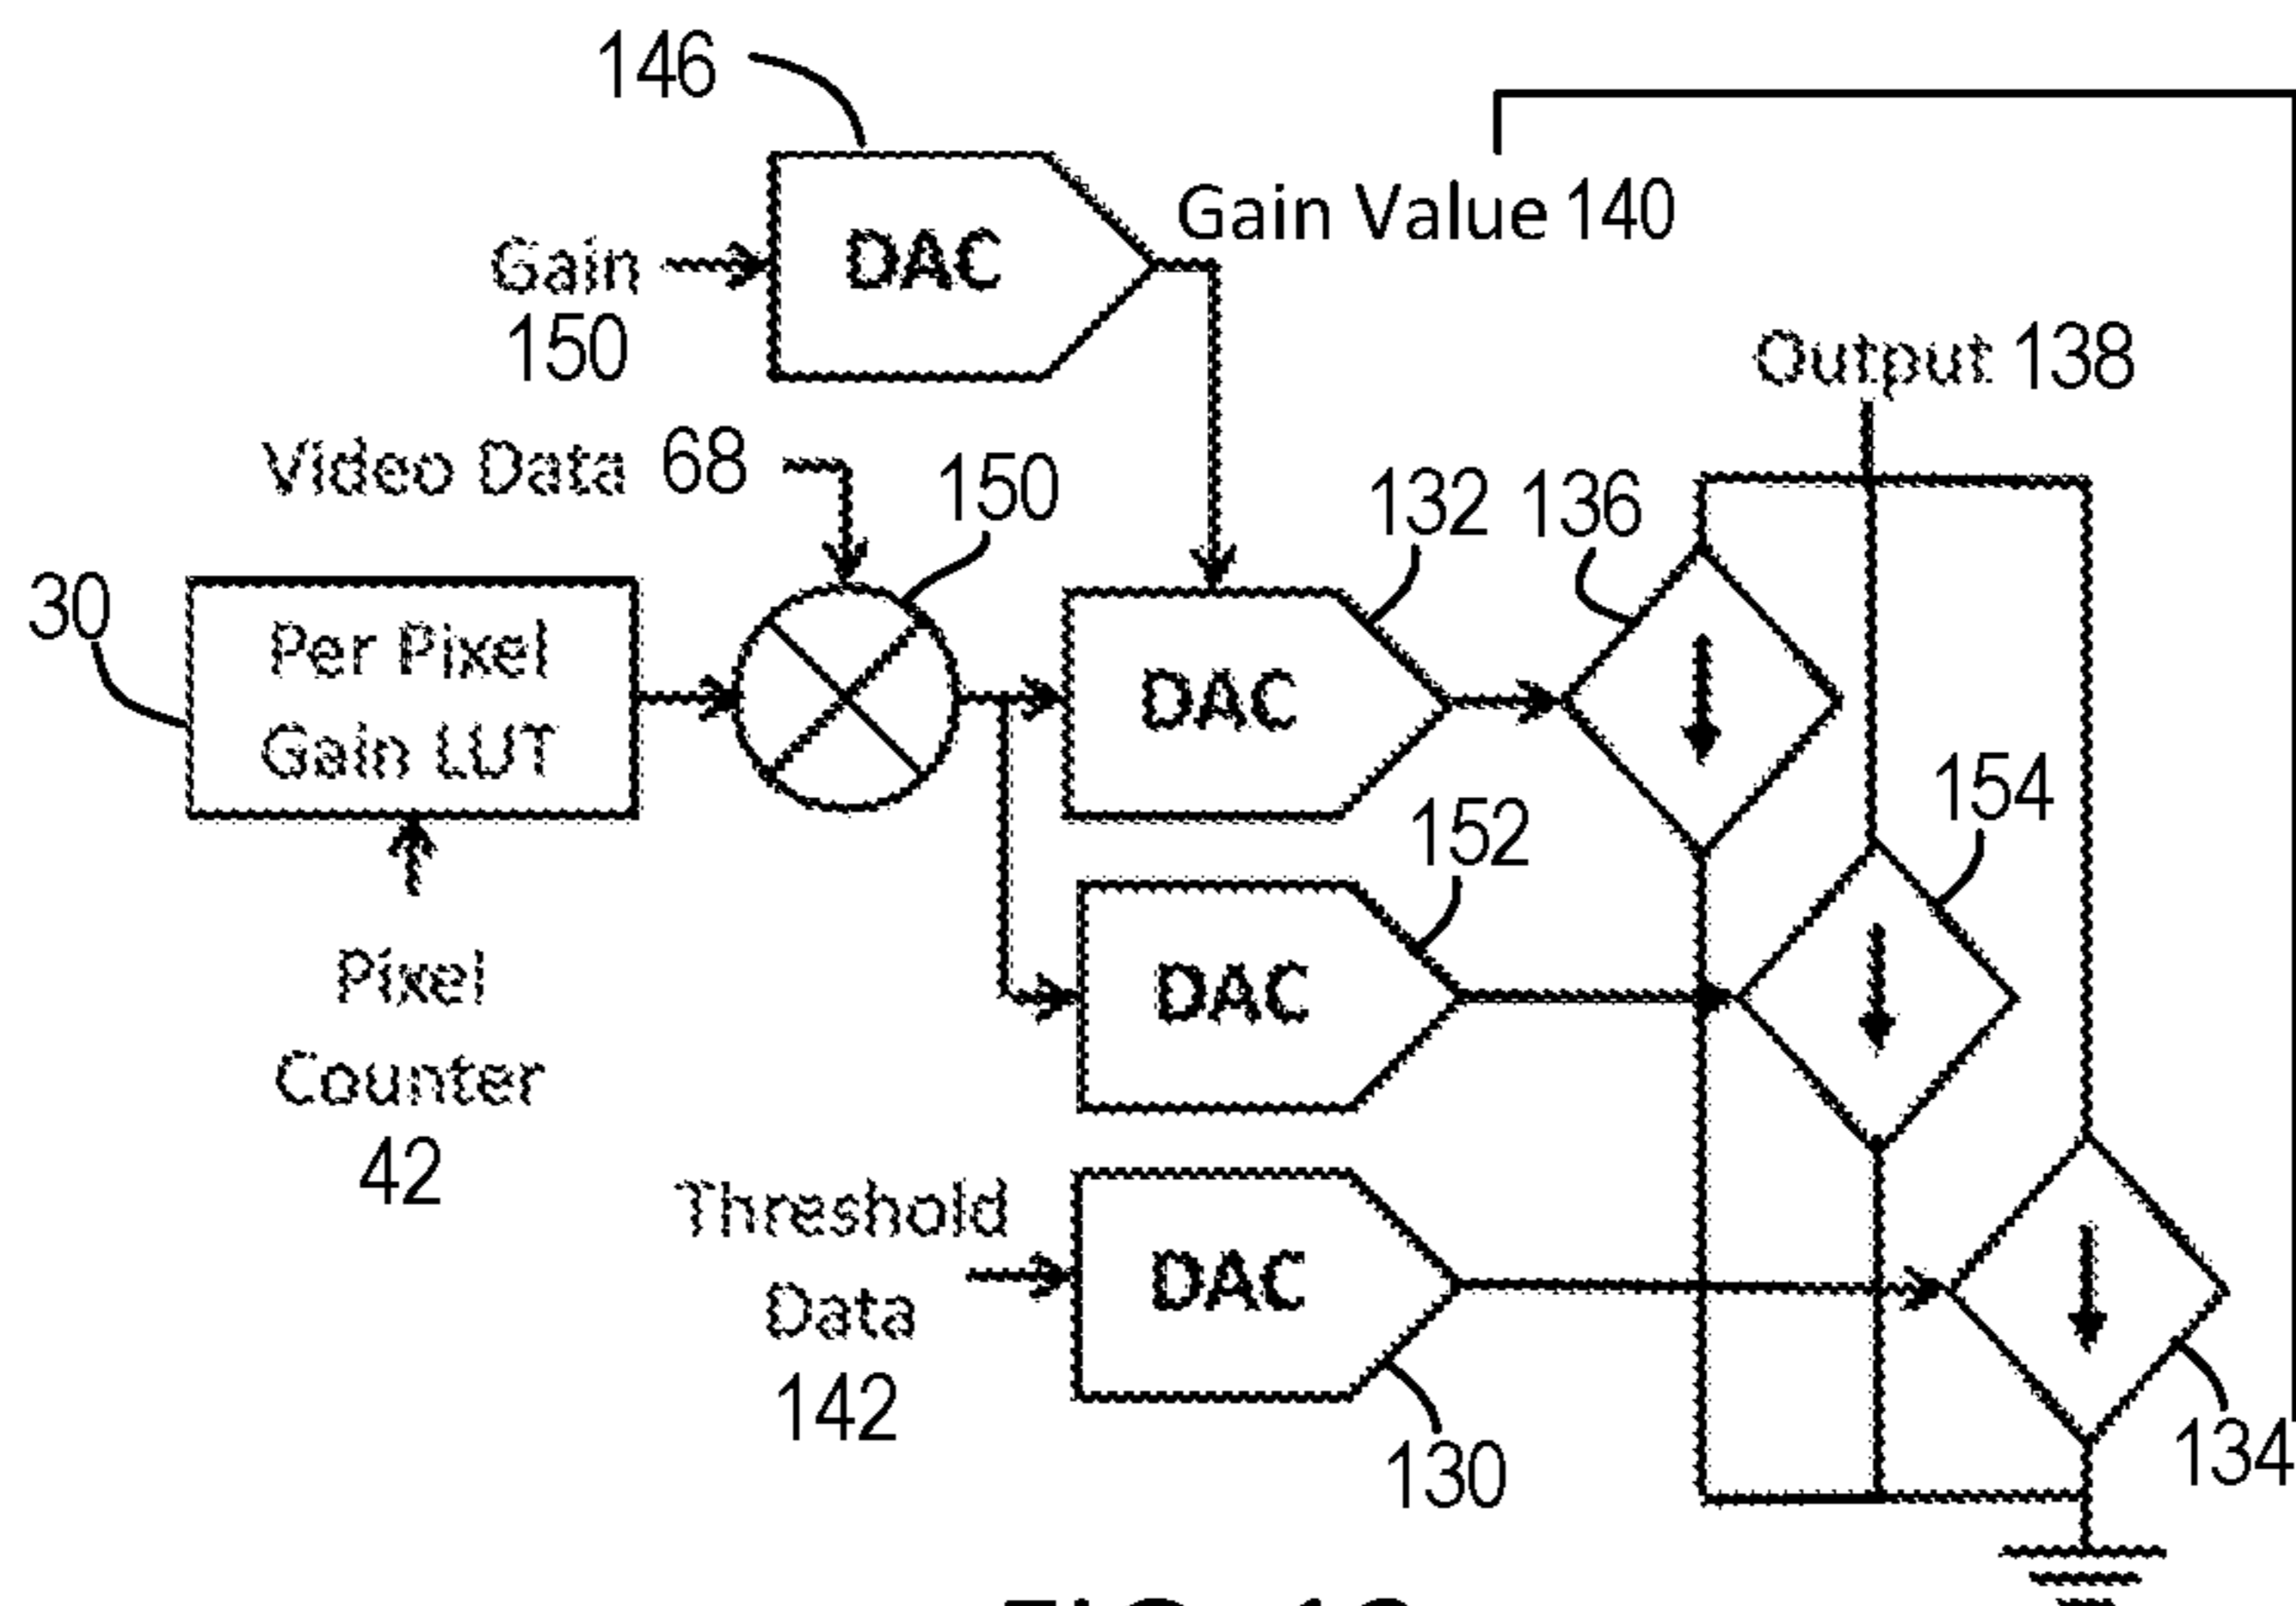 146
DAC
Gain Value 140
Gain
150
Output 138
Video Data 68
150
132
136
30
Per Pixel
Gain LUT
DAC
154
152
DAC
Pixel
Counter
42
Threshold
Data
142
DAC
130
134